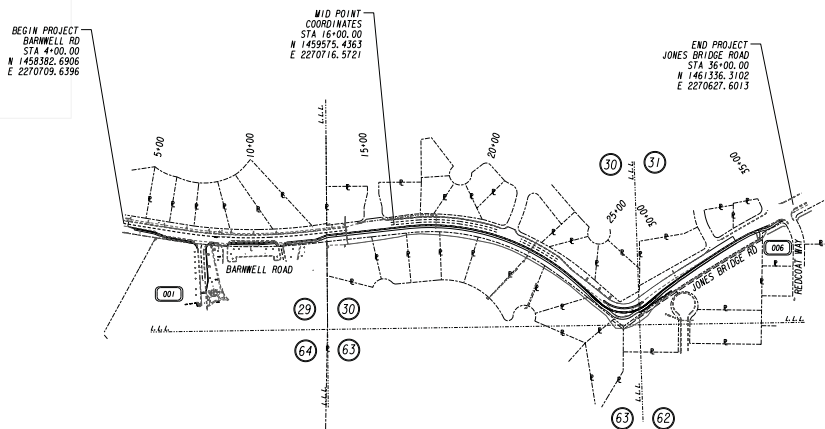 BEGIN PROJECT
BARNWELL RD
STA 4+00.00
N 1458382.6906
E 2270709.6396
MID POINT
COORDINATES
STA 16+00.00
N 1459575.4363
E 2270716.5721
END PROJECT
JONES BRIDGE ROAD
STA 36+00.00
N 1461336.3102
E 2270627.6013
L.L.L.
5+00
10+00
15+00
20+00
25+00
30+00
35+00
30
31
L.L.L.
BARNWELL ROAD
JONES BRIDGE RD
REDCOAT WAY
001
006
29
30
L.L.L.
L.L.L.
64
63
L.L.L.
L.L.L.
63
62